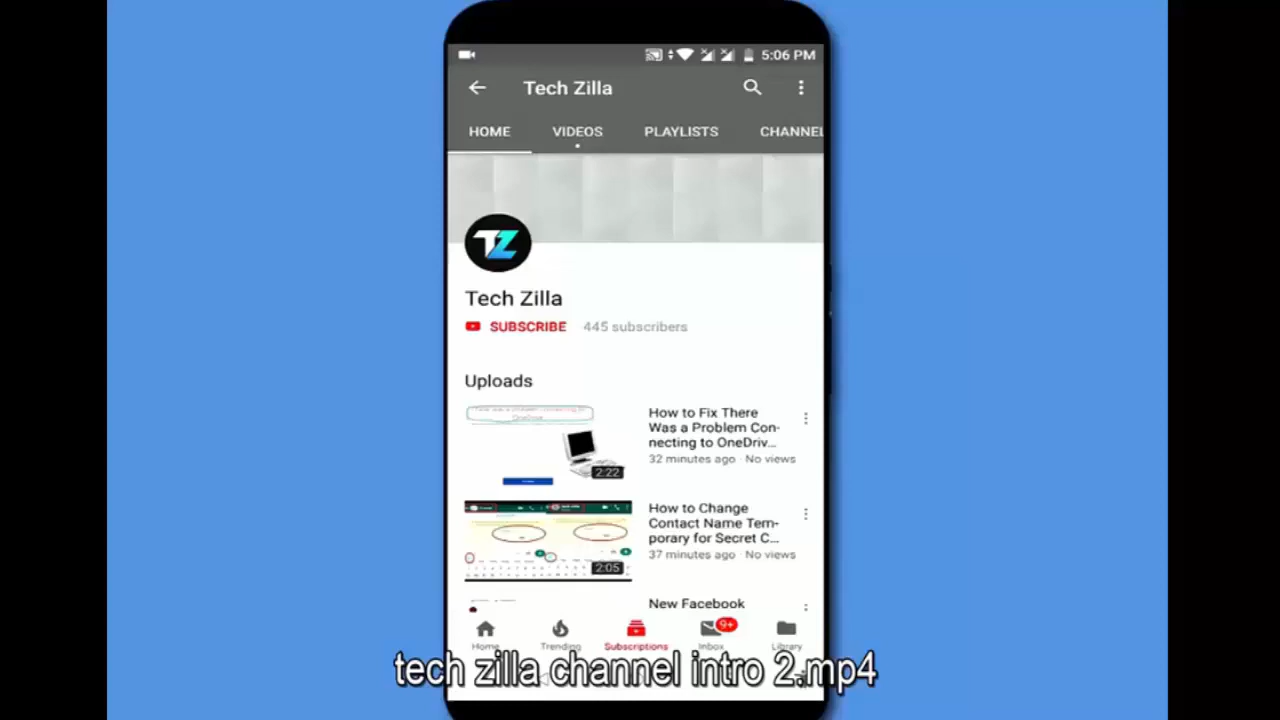 5:06 PM
Tech Zilla
HOME VIDEOS PLAYLISTS CHANNEL
TZ
Tech Zilla
SUBSCRIBE 445 subscribers
Uploads
How to Fix There
Was a Problem Con-
necting to OneDriv...
32 minutes ago · No views
2:22
How to Change
Contact Name Tem-
porary for Secret C...
37 minutes ago · No views
2:05
New Facebook
9+
Home Trending Subscriptions Inbox Library
tech zilla channel intro 2.mp4